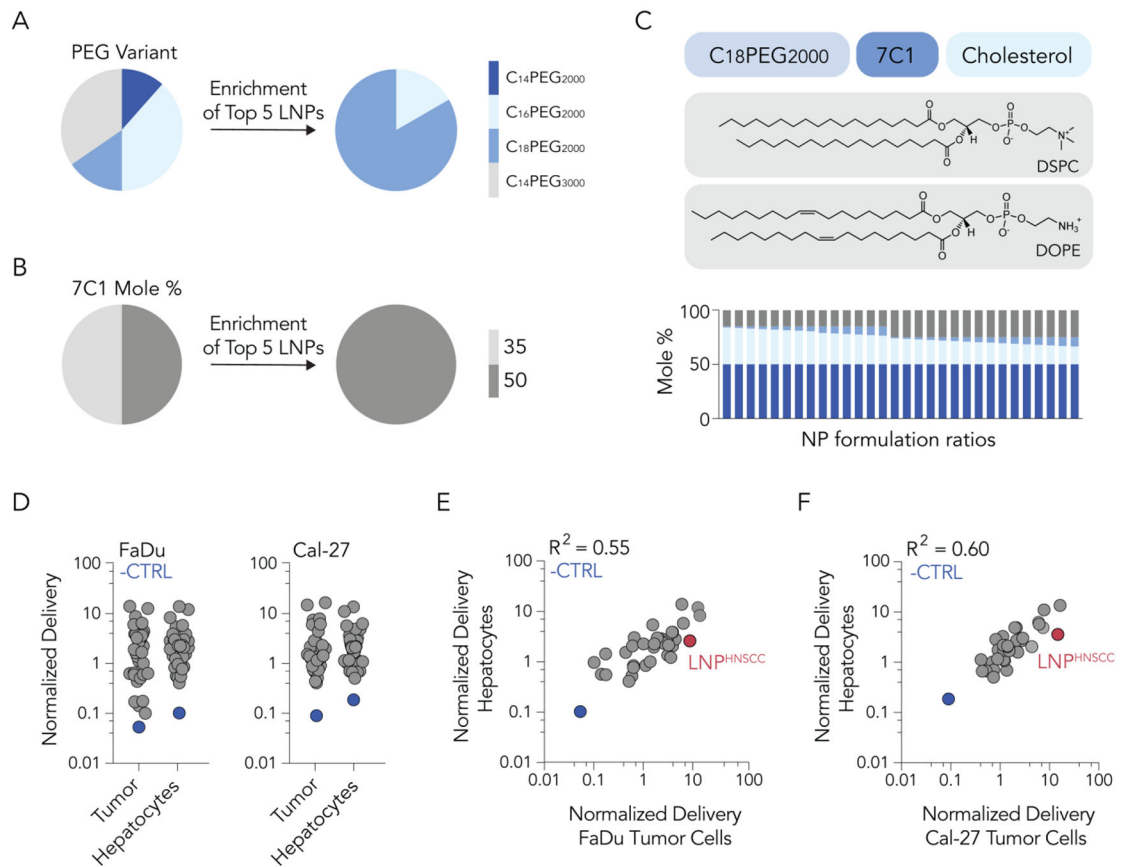 A
PEG Variant
Enrichment
of Top 5 LNPs
C14PEG2000
C16PEG2000
C18PEG2000
C14PEG3000
B
7C1 Mole %
Enrichment
of Top 5 LNPs
35
50
C
C18PEG2000 7C1 Cholesterol
O
O
O
O
H
O
P
O
O-
O
N+
DSPC
O
O
O
O
H
O
P
O
O-
O
NH3+
DOPE
Mole %
100
50
0
NP formulation ratios
D
FaDu
-CTRL
Normalized Delivery
100
10
1
0.1
0.01
Tumor
Hepatocytes
Cal-27
100
10
1
0.1
0.01
Tumor
Hepatocytes
E
R2 = 0.55
-CTRL
Normalized Delivery
Hepatocytes
100
10
1
0.1
0.01
LNPHNSCC
0.01 0.1 1 10 100
Normalized Delivery
FaDu Tumor Cells
F
R2 = 0.60
-CTRL
Normalized Delivery
Hepatocytes
100
10
1
0.1
0.01
LNPHNSCC
0.01 0.1 1 10 100
Normalized Delivery
Cal-27 Tumor Cells